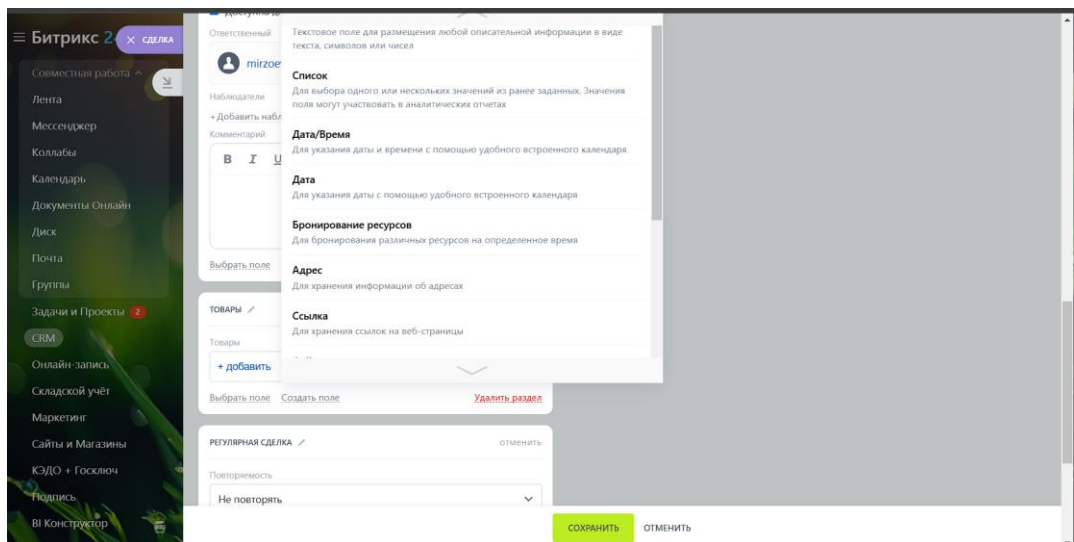 Битрикс 2
СДЕЛКА
Совместная работа
Лента
Мессенджер
Коллабы
Календарь
Документы Онлайн
Диск
Почта
Группы
Задачи и Проекты 2
CRM
Онлайн-запись
Складской учёт
Маркетинг
Сайты и Магазины
КЭДО + Госключ
Подпись
BI Конструктор
Ответственный
mirzoe
Наблюдатели
+ Добавить набл
Комментарий
B I U
Выбрать поле
Текстовое поле для размещения любой описательной информации в виде
текста, символов или чисел
Список
Для выбора одного или нескольких значений из ранее заданных. Значения
поля могут участвовать в аналитических отчетах
Дата/Время
Для указания даты и времени с помощью удобного встроенного календаря
Дата
Для указания даты с помощью удобного встроенного календаря
Бронирование ресурсов
Для бронирования различных ресурсов на определенное время
Адрес
Для хранения информации об адресах
Ссылка
Для хранения ссылок на веб-страницы
ТОВАРЫ
Товары
+ добавить
Выбрать поле Создать поле Удалить раздел
РЕГУЛЯРНАЯ СДЕЛКА ОТМЕНИТЬ
Повторяемость
Не повторять
СОХРАНИТЬ ОТМЕНИТЬ